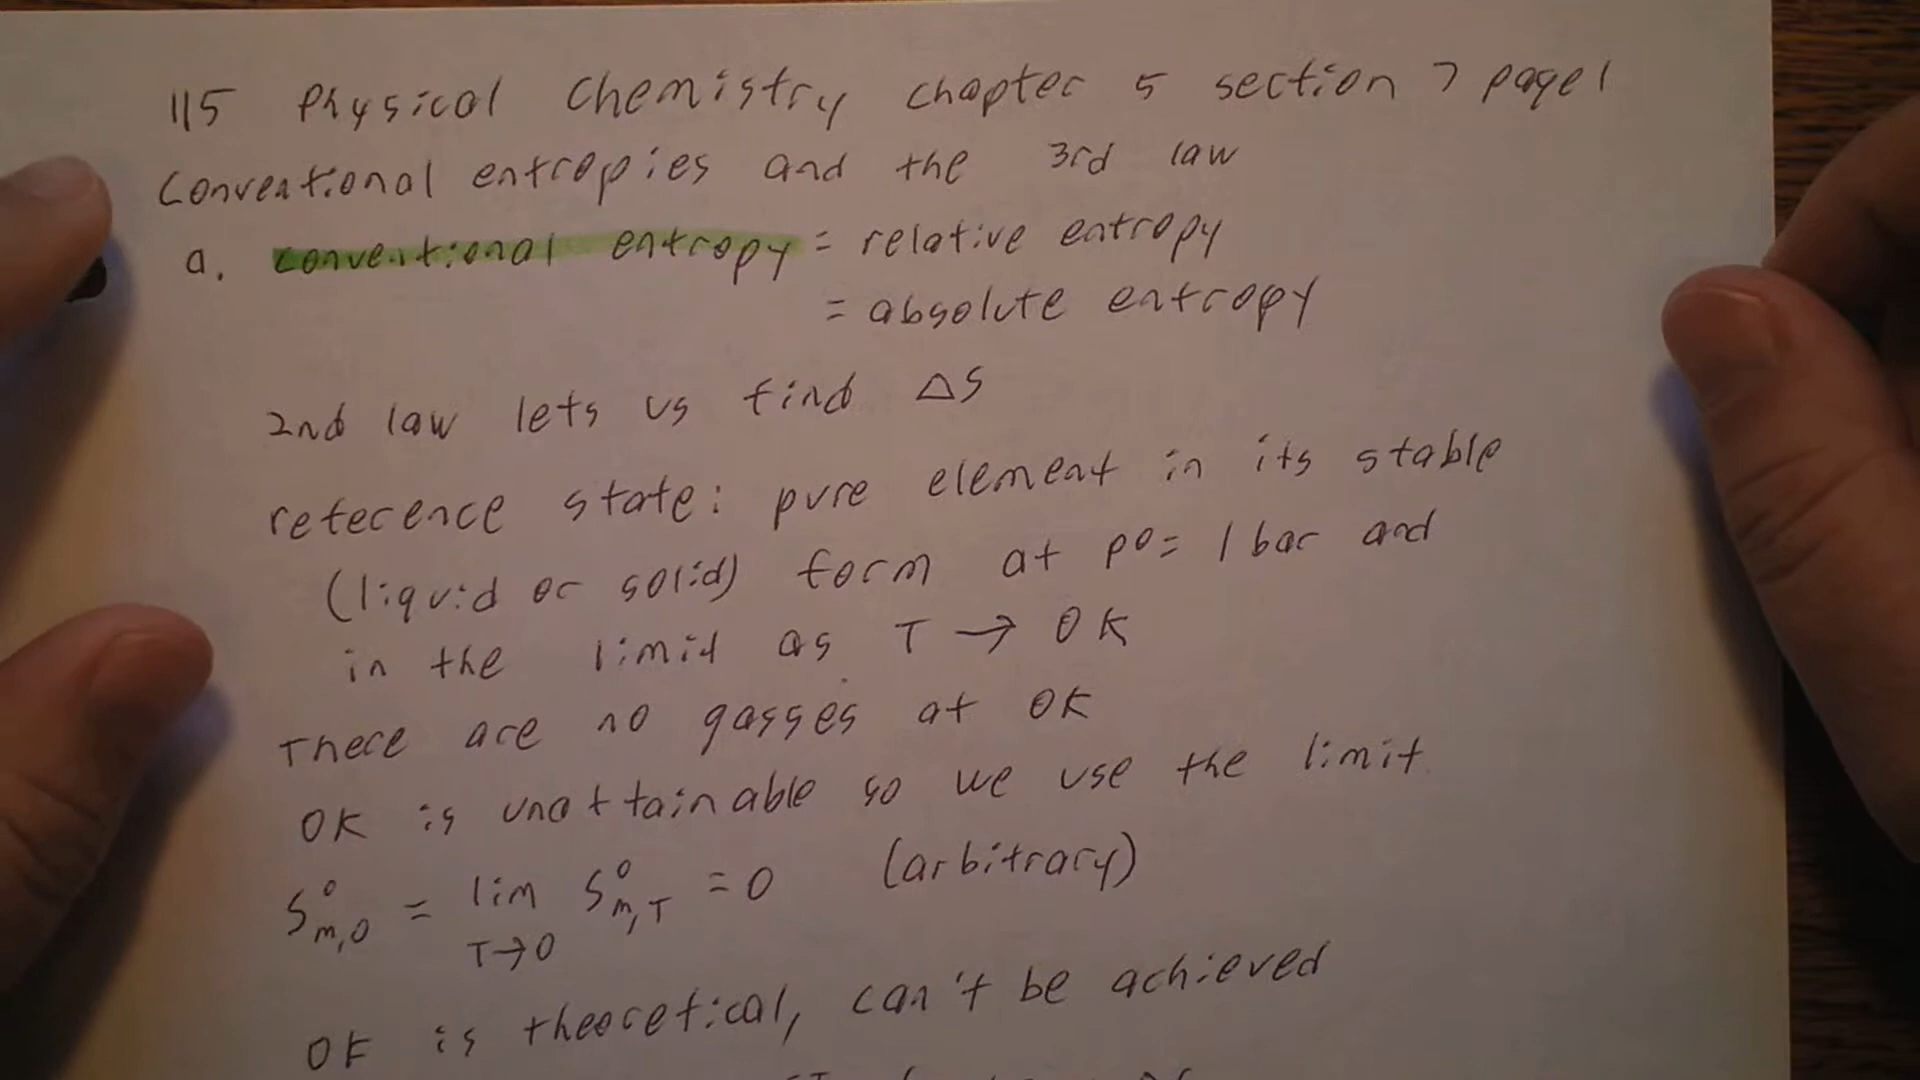 115 Physical Chemistry chapter 5 section 7 page 1
Conventional entropies and the 3rd law
a. conventional entropy = relative entropy
= absolute entropy
2nd law lets us find ΔS
reference state: pure element in its stable
(liquid or solid) form at P° = 1 bar and
in the limit as T → 0K
There are no gasses at 0K
0K is unattainable so we use the limit
S°m,0 = lim T→0 S°m,T = 0 (arbitrary)
0K is theoretical, can't be achieved